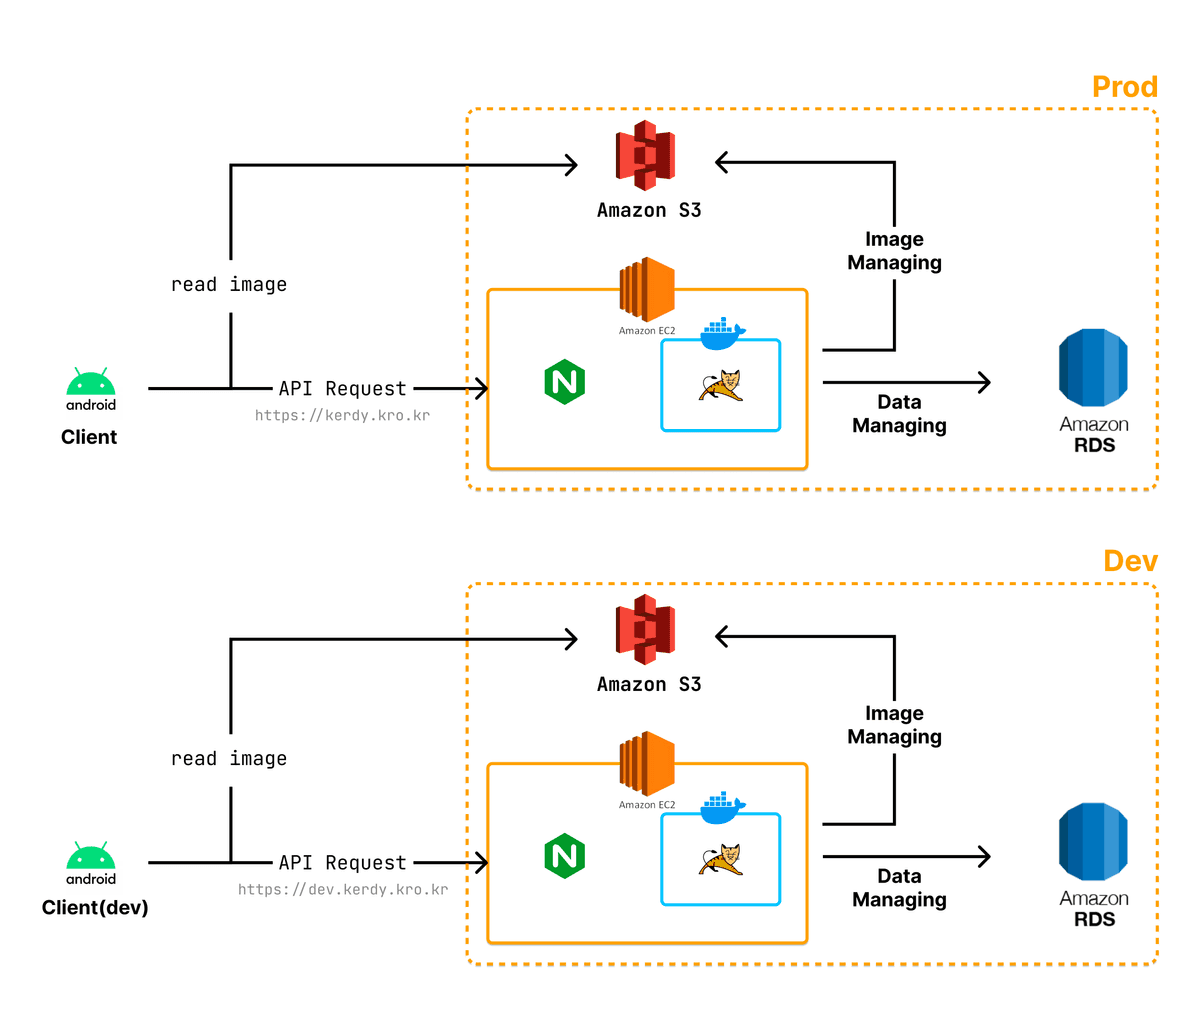 Prod
Amazon S3
Image
Managing
read image
Amazon EC2
N
android
Client
API Request
https://kerdy.kro.kr
Data
Managing
Amazon
RDS
Dev
Amazon S3
Image
Managing
read image
Amazon EC2
N
android
Client(dev)
API Request
https://dev.kerdy.kro.kr
Data
Managing
Amazon
RDS